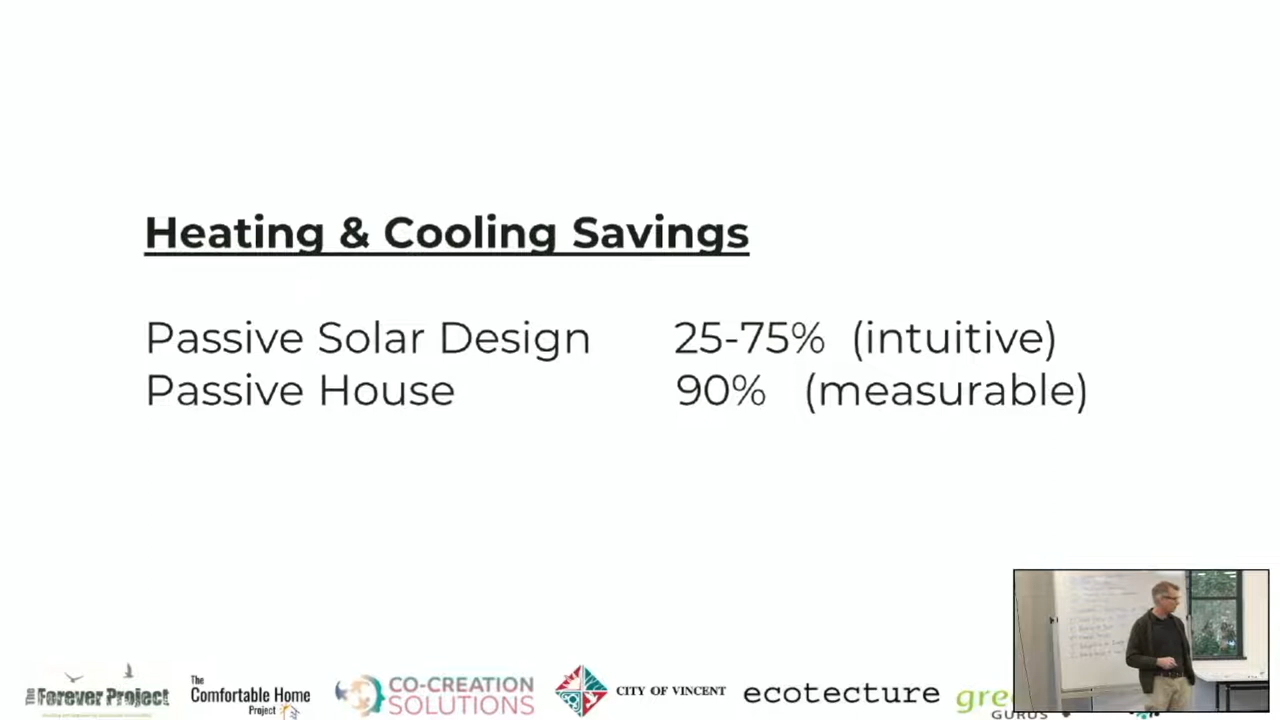 Heating & Cooling Savings
Passive Solar Design 25-75% (intuitive)
Passive House 90% (measurable)
The Forever Project
The Comfortable Home Project
CO-CREATION SOLUTIONS
CITY OF VINCENT
ecotecture
gree
GURUS